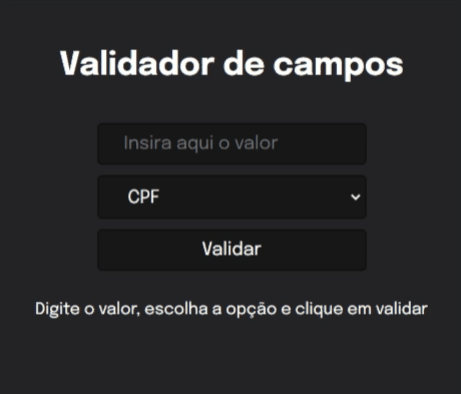 Validador de campos
Insira aqui o valor
CPF
Validar
Digite o valor, escolha a opção e clique em validar